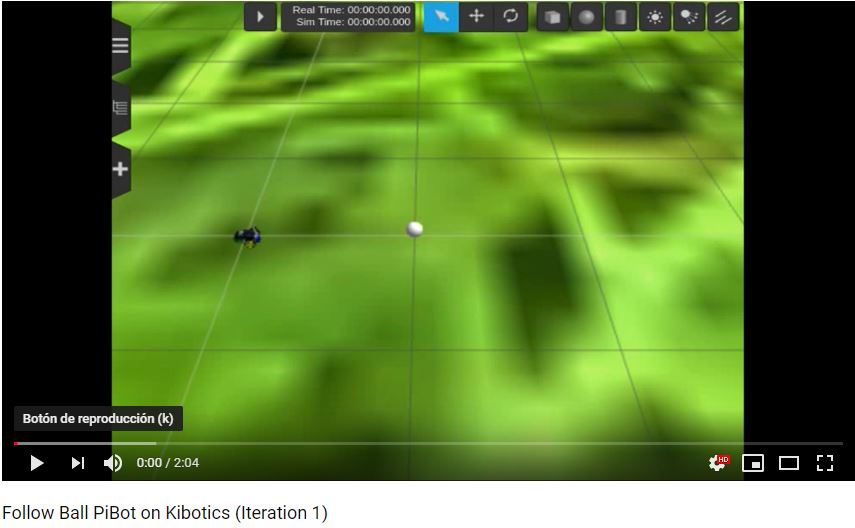 Real Time: 00:00:00.000
Sim Time: 00:00:00.000
Botón de reproducción (k)
0:00 / 2:04
HD
Follow Ball PiBot on Kibotics (Iteration 1)